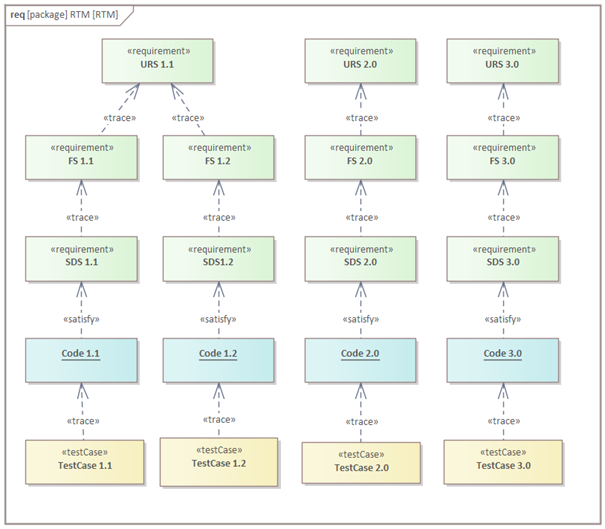 req [package] RTM [RTM]
«requirement» «requirement» «requirement»
URS 1.1 URS 2.0 URS 3.0
«trace» «trace» «trace» «trace»
«requirement» «requirement» «requirement» «requirement»
FS 1.1 FS 1.2 FS 2.0 FS 3.0
«trace» «trace» «trace» «trace»
«requirement» «requirement» «requirement» «requirement»
SDS 1.1 SDS1.2 SDS 2.0 SDS 3.0
«satisfy» «satisfy» «satisfy» «satisfy»
Code 1.1 Code 1.2 Code 2.0 Code 3.0
«trace» «trace» «trace» «trace»
«testCase» «testCase» «testCase» «testCase»
TestCase 1.1 TestCase 1.2 TestCase 2.0 TestCase 3.0